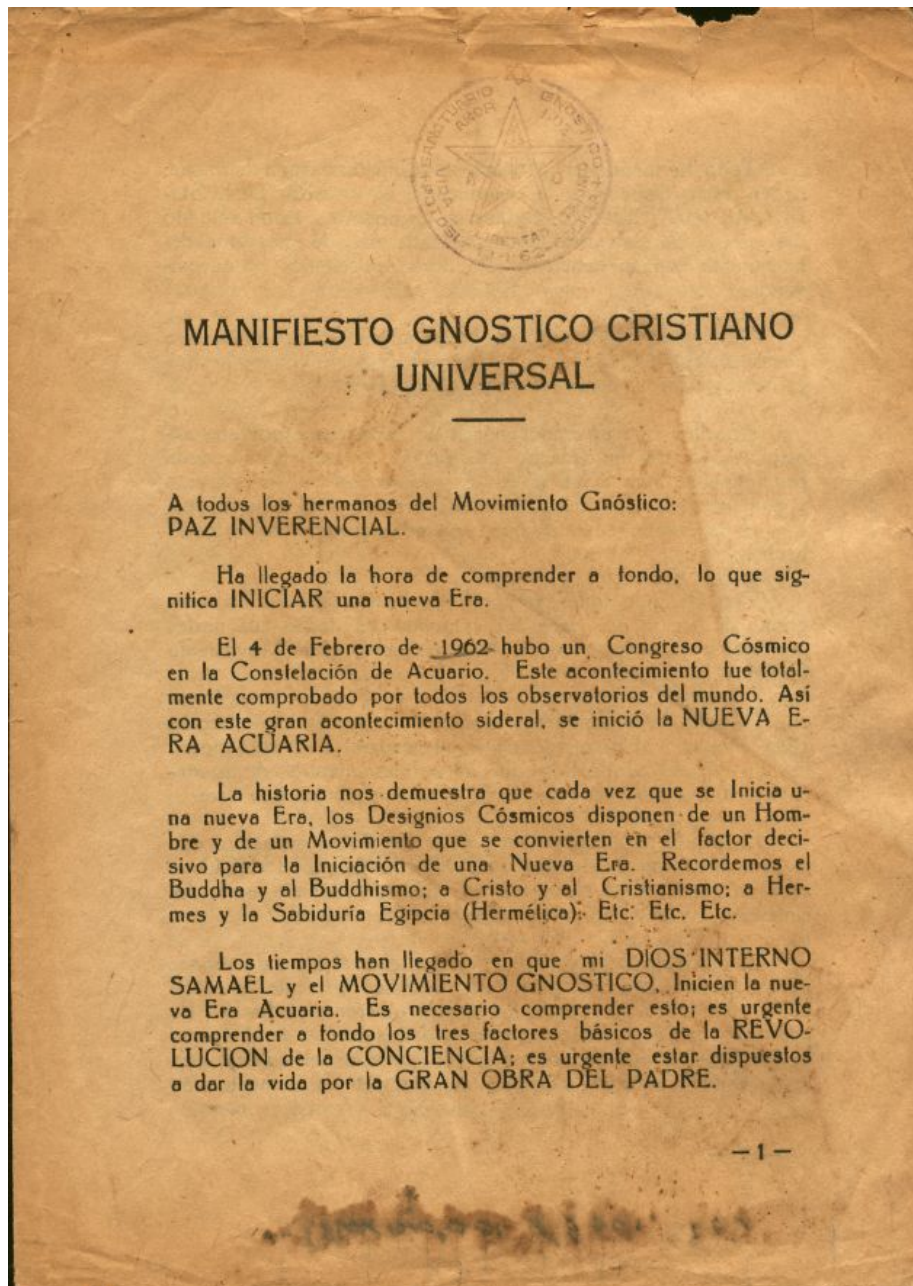 GNOSTICO
LIBERTAD
MANIFIESTO GNOSTICO CRISTIANO
UNIVERSAL
A todos los hermanos del Movimiento Gnóstico:
PAZ INVERENCIAL.
Ha llegado la hora de comprender a fondo, lo que sig-
nifica INICIAR una nueva Era.
El 4 de Febrero de 1962 hubo un Congreso Cósmico
en la Constelación de Acuario. Este acontecimiento fue total-
mente comprobado por todos los observatorios del mundo. Así
con este gran acontecimiento sideral, se inició la NUEVA E-
RA ACUARIA.
La historia nos demuestra que cada vez que se Inicia u-
na nueva Era, los Designios Cósmicos disponen de un Hom-
bre y de un Movimiento que se convierten en el factor deci-
sivo para la Iniciación de una Nueva Era. Recordemos el
Buddha y al Buddhismo; a Cristo y al Cristianismo; a Her-
mes y la Sabiduría Egipcia (Hermética): Etc: Etc. Etc.
Los tiempos han llegado en que mi DIOS INTERNO
SAMAEL y el MOVIMIENTO GNOSTICO, Inicien la nue-
va Era Acuaria. Es necesario comprender esto; es urgente
comprender a fondo los tres factores básicos de la REVO-
LUCION de la CONCIENCIA; es urgente estar dispuestos
a dar la vida por la GRAN OBRA DEL PADRE.
—1—